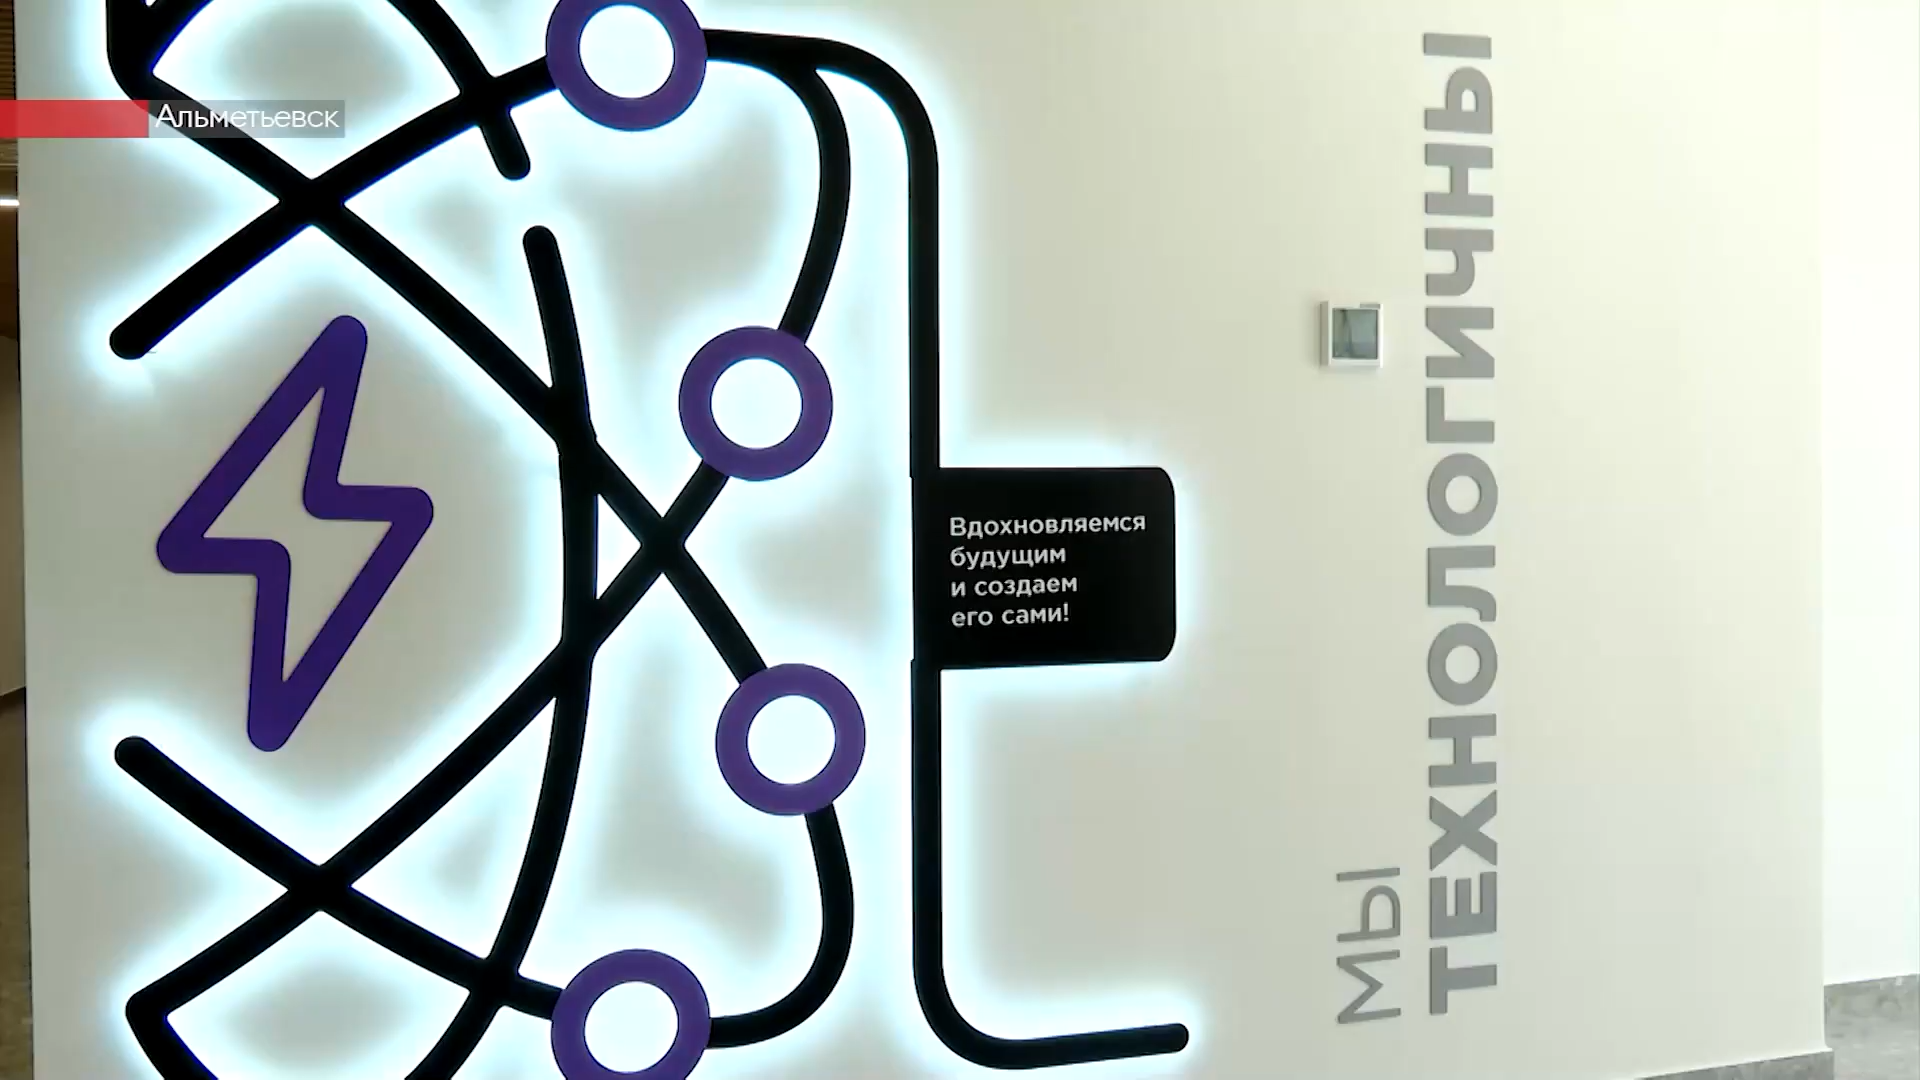 Альметьевск
Вдохновляемся
будущим
и создаем
его сами!
МЫ
ТЕХНОЛОГИЧНЫ